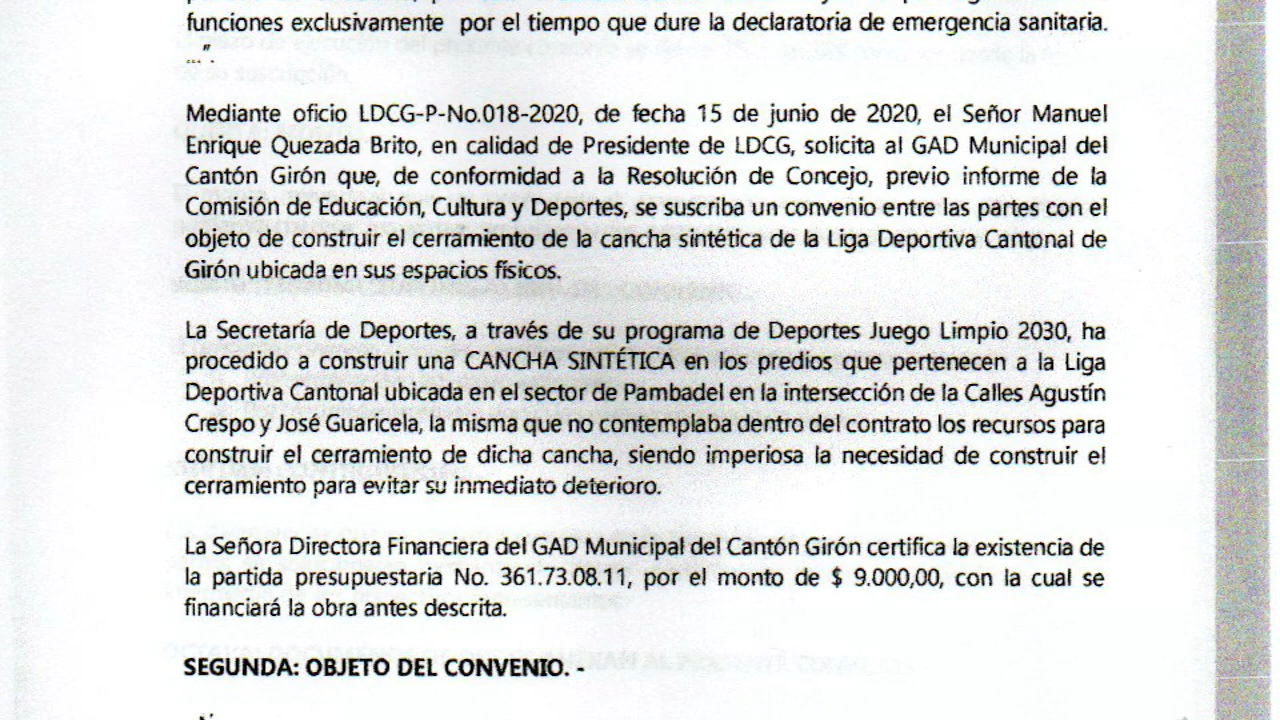 funciones exclusivamente por el tiempo que dure la declaratoria de emergencia sanitaria.
...".
Mediante oficio LDCG-P-No.018-2020, de fecha 15 de junio de 2020, el Señor Manuel
Enrique Quezada Brito, en calidad de Presidente de LDCG, solicita al GAD Municipal del
Cantón Girón que, de conformidad a la Resolución de Concejo, previo informe de la
Comisión de Educación, Cultura y Deportes, se suscriba un convenio entre las partes con el
objeto de construir el cerramiento de la cancha sintética de la Liga Deportiva Cantonal de
Girón ubicada en sus espacios físicos.
La Secretaría de Deportes, a través de su programa de Deportes Juego Limpio 2030, ha
procedido a construir una CANCHA SINTÉTICA en los predios que pertenecen a la Liga
Deportiva Cantonal ubicada en el sector de Pambadel en la intersección de la Calles Agustín
Crespo y José Guaricela, la misma que no contemplaba dentro del contrato los recursos para
construir el cerramiento de dicha cancha, siendo imperiosa la necesidad de construir el
cerramiento para evitar su inmediato deterioro.
La Señora Directora Financiera del GAD Municipal del Cantón Girón certifica la existencia de
la partida presupuestaria No. 361.73.08.11, por el monto de $ 9.000,00, con la cual se
financiará la obra antes descrita.
SEGUNDA: OBJETO DEL CONVENIO. -